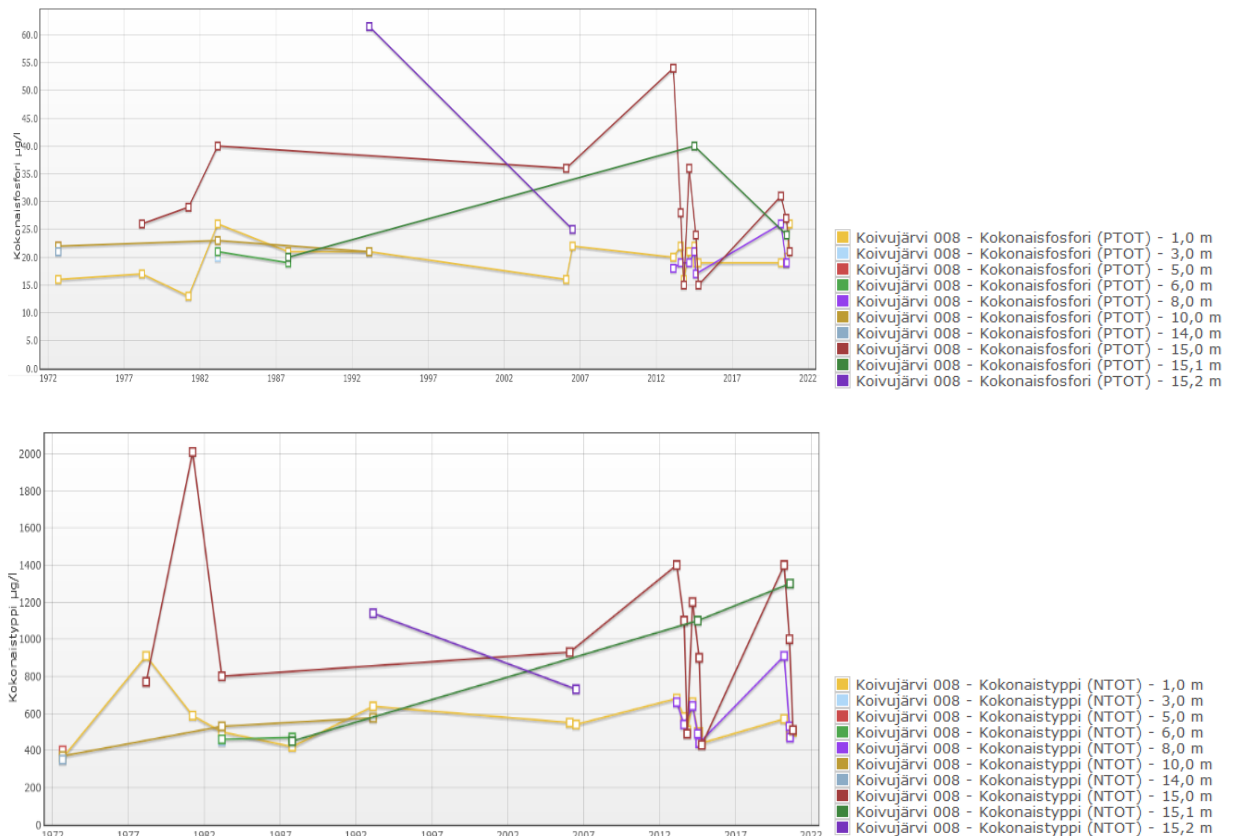 60.0
55.0
50.0
45.0
40.0
35.0
30.0
25.0
20.0
15.0
10.0
5.0
0.0
Kokonaisfosfori µg/l
1972 1977 1982 1987 1992 1997 2002 2007 2012 2017 2022
Koivujärvi 008 - Kokonaisfosfori (PTOT) - 1,0 m
Koivujärvi 008 - Kokonaisfosfori (PTOT) - 3,0 m
Koivujärvi 008 - Kokonaisfosfori (PTOT) - 5,0 m
Koivujärvi 008 - Kokonaisfosfori (PTOT) - 6,0 m
Koivujärvi 008 - Kokonaisfosfori (PTOT) - 8,0 m
Koivujärvi 008 - Kokonaisfosfori (PTOT) - 10,0 m
Koivujärvi 008 - Kokonaisfosfori (PTOT) - 14,0 m
Koivujärvi 008 - Kokonaisfosfori (PTOT) - 15,0 m
Koivujärvi 008 - Kokonaisfosfori (PTOT) - 15,1 m
Koivujärvi 008 - Kokonaisfosfori (PTOT) - 15,2 m
2000
1800
1600
1400
1200
1000
800
600
400
200
0
Kokonaistyppi µg/l
1972 1977 1982 1987 1992 1997 2002 2007 2012 2017 2022
Koivujärvi 008 - Kokonaistyppi (NTOT) - 1,0 m
Koivujärvi 008 - Kokonaistyppi (NTOT) - 3,0 m
Koivujärvi 008 - Kokonaistyppi (NTOT) - 5,0 m
Koivujärvi 008 - Kokonaistyppi (NTOT) - 6,0 m
Koivujärvi 008 - Kokonaistyppi (NTOT) - 8,0 m
Koivujärvi 008 - Kokonaistyppi (NTOT) - 10,0 m
Koivujärvi 008 - Kokonaistyppi (NTOT) - 14,0 m
Koivujärvi 008 - Kokonaistyppi (NTOT) - 15,0 m
Koivujärvi 008 - Kokonaistyppi (NTOT) - 15,1 m
Koivujärvi 008 - Kokonaistyppi (NTOT) - 15,2 m